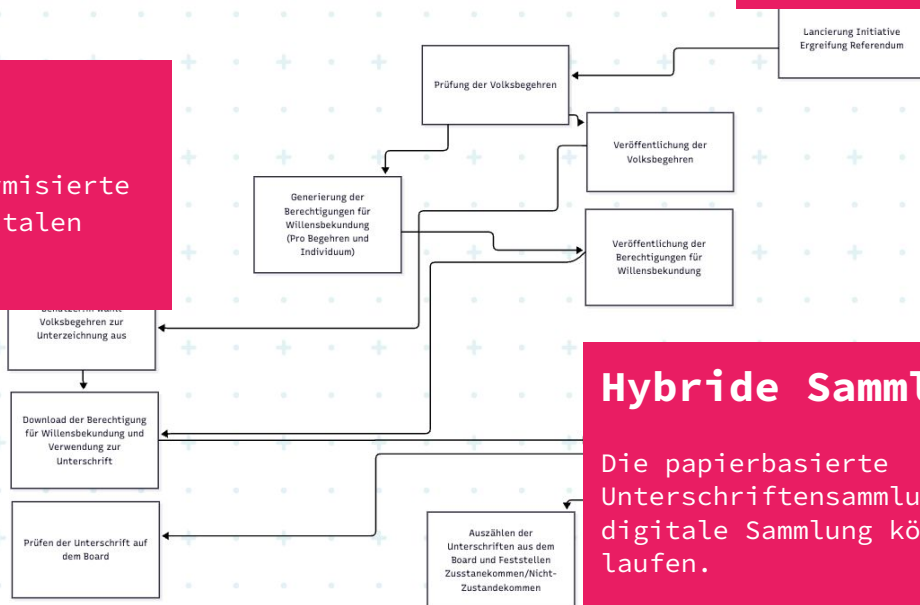 Lancierung Initiative
Ergreifung Referendum
Prüfung der Volksbegehren
Veröffentlichung der
Volksbegehren
misierte
talen
Generierung der
Berechtigungen für
Willensbekundung
(Pro Begehren und
Individuum)
Veröffentlichung der
Berechtigungen für
Willensbekundung
Volksbegehren zur
Unterzeichnung aus
Download der Berechtigung
für Willensbekundung und
Verwendung zur
Unterschrift
Prüfen der Unterschrift auf
dem Board
Auszählen der
Unterschriften aus dem
Board und Feststellen
Zusstanekommen/Nicht-
Zustandekommen
Hybride Samml
Die papierbasierte
Unterschriftensammlu
digitale Sammlung kö
laufen.